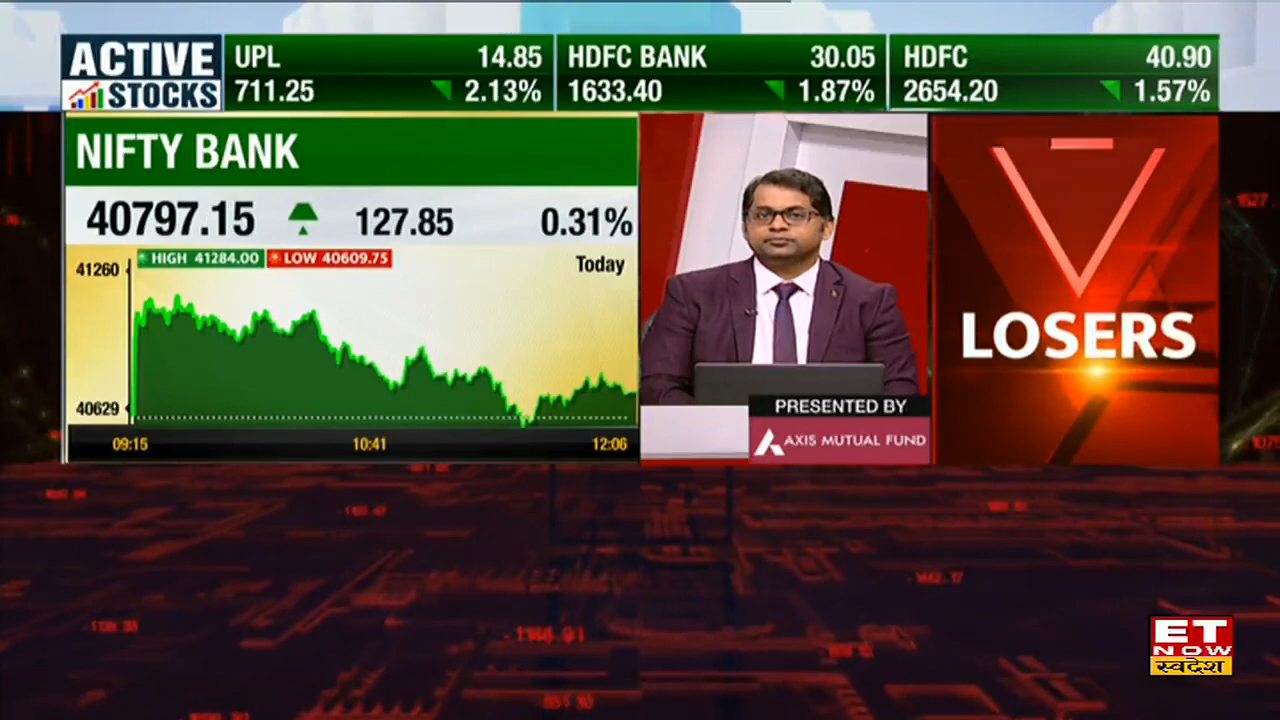 ACTIVE
STOCKS
UPL 14.85
711.25 2.13%
HDFC BANK 30.05
1633.40 1.87%
HDFC 40.90
2654.20 1.57%
NIFTY BANK
40797.15 127.85 0.31%
HIGH 41284.00 LOW 40609.75
Today
41260
40629
09:15 10:41 12:06
PRESENTED BY
AXIS MUTUAL FUND
LOSERS
ET
NOW
स्वदेश